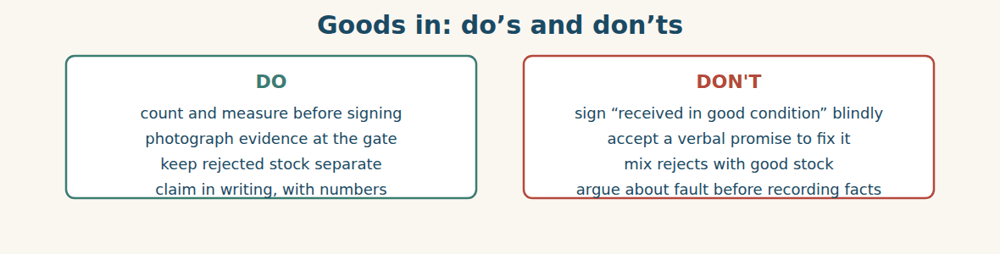 Goods in: do’s and don’ts
DO
count and measure before signing
photograph evidence at the gate
keep rejected stock separate
claim in writing, with numbers
DON'T
sign “received in good condition” blindly
accept a verbal promise to fix it
mix rejects with good stock
argue about fault before recording facts